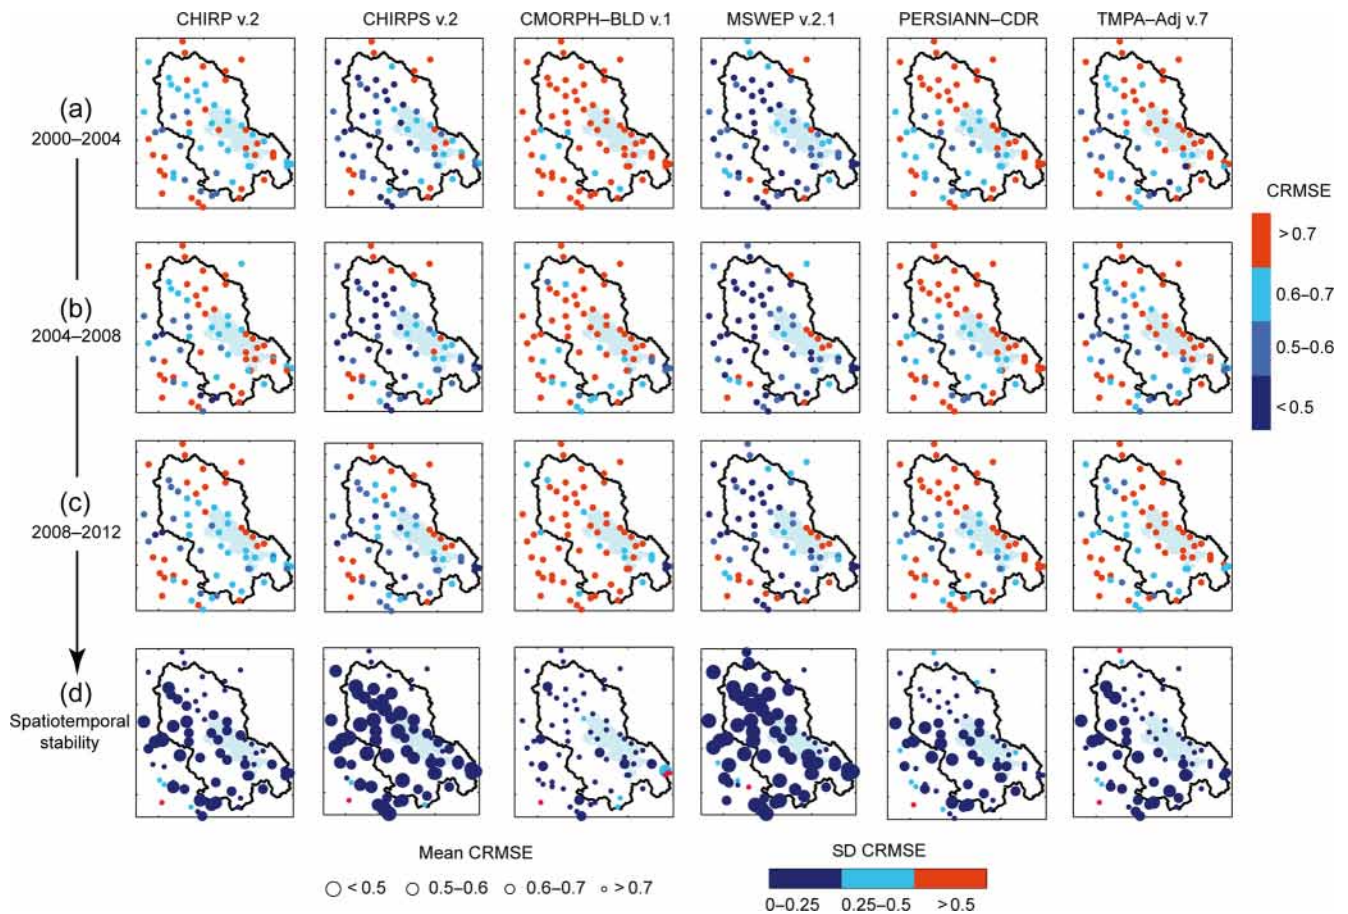 CHIRP v.2
CHIRPS v.2
CMORPH–BLD v.1
MSWEP v.2.1
PERSIANN–CDR
TMPA–Adj v.7
(a)
2000–2004
(b)
2004–2008
(c)
2008–2012
(d)
Spatiotemporal
stability
CRMSE
> 0.7
0.6–0.7
0.5–0.6
< 0.5
Mean CRMSE
< 0.5
0.5–0.6
0.6–0.7
> 0.7
SD CRMSE
0–0.25
0.25–0.5
> 0.5